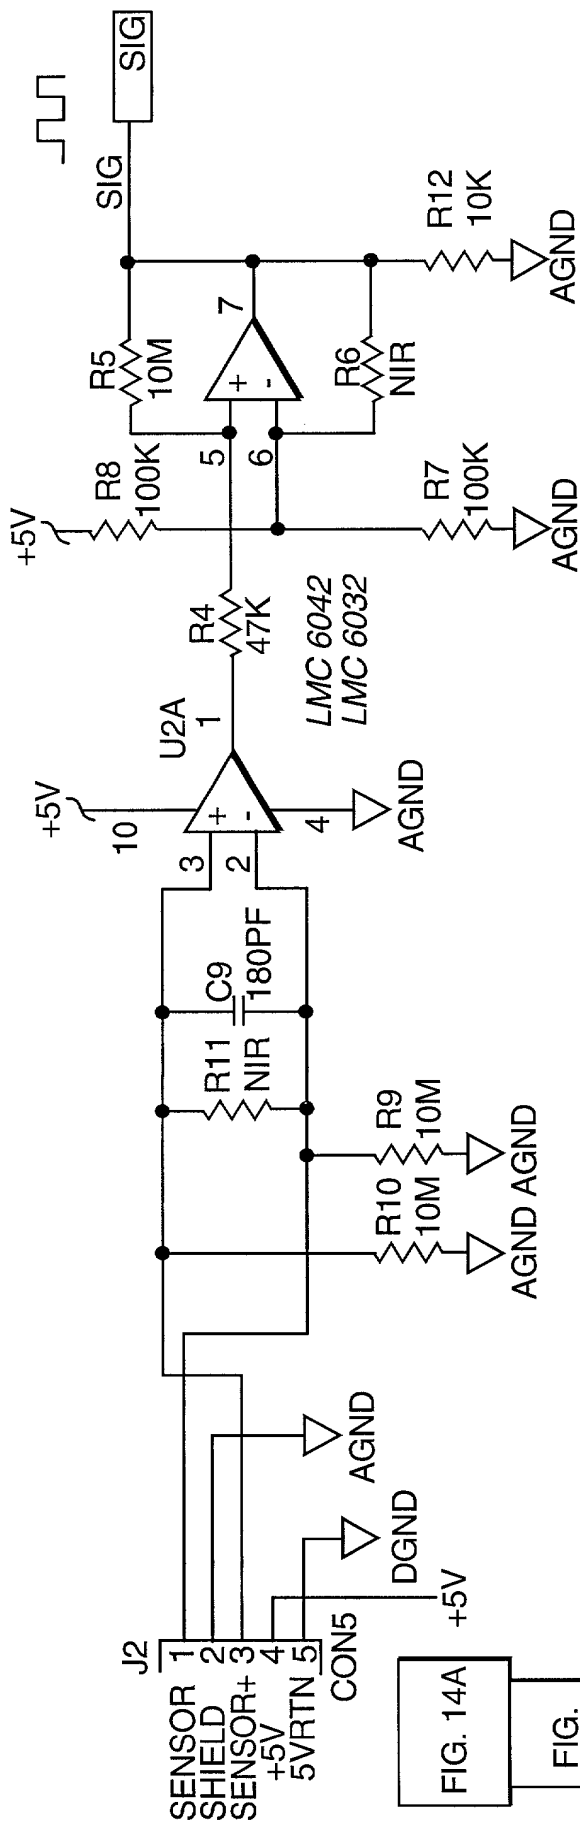 J2
SENSOR 1
SHIELD 2
SENSOR+ 3
+5V 4
5VRTN 5
CON5
DGND
+5V
AGND
R10
10M
AGND
R9
10M
AGND
R11
NIR
C9
180PF
3
+
2
-
+5V
10
U2A
1
4
AGND
R4
47K
LMC 6042
LMC 6032
+5V
R8
100K
5
+
6
-
7
R5
10M
R6
NIR
R7
100K
AGND
R12
10K
AGND
SIG
SIG
FIG. 14A
FIG.